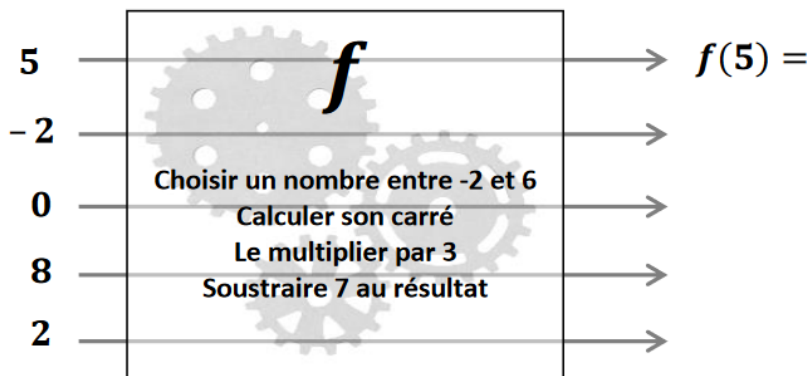 5 f f(5) =
– 2
Choisir un nombre entre -2 et 6
0 Calculer son carré
Le multiplier par 3
8 Soustraire 7 au résultat
2